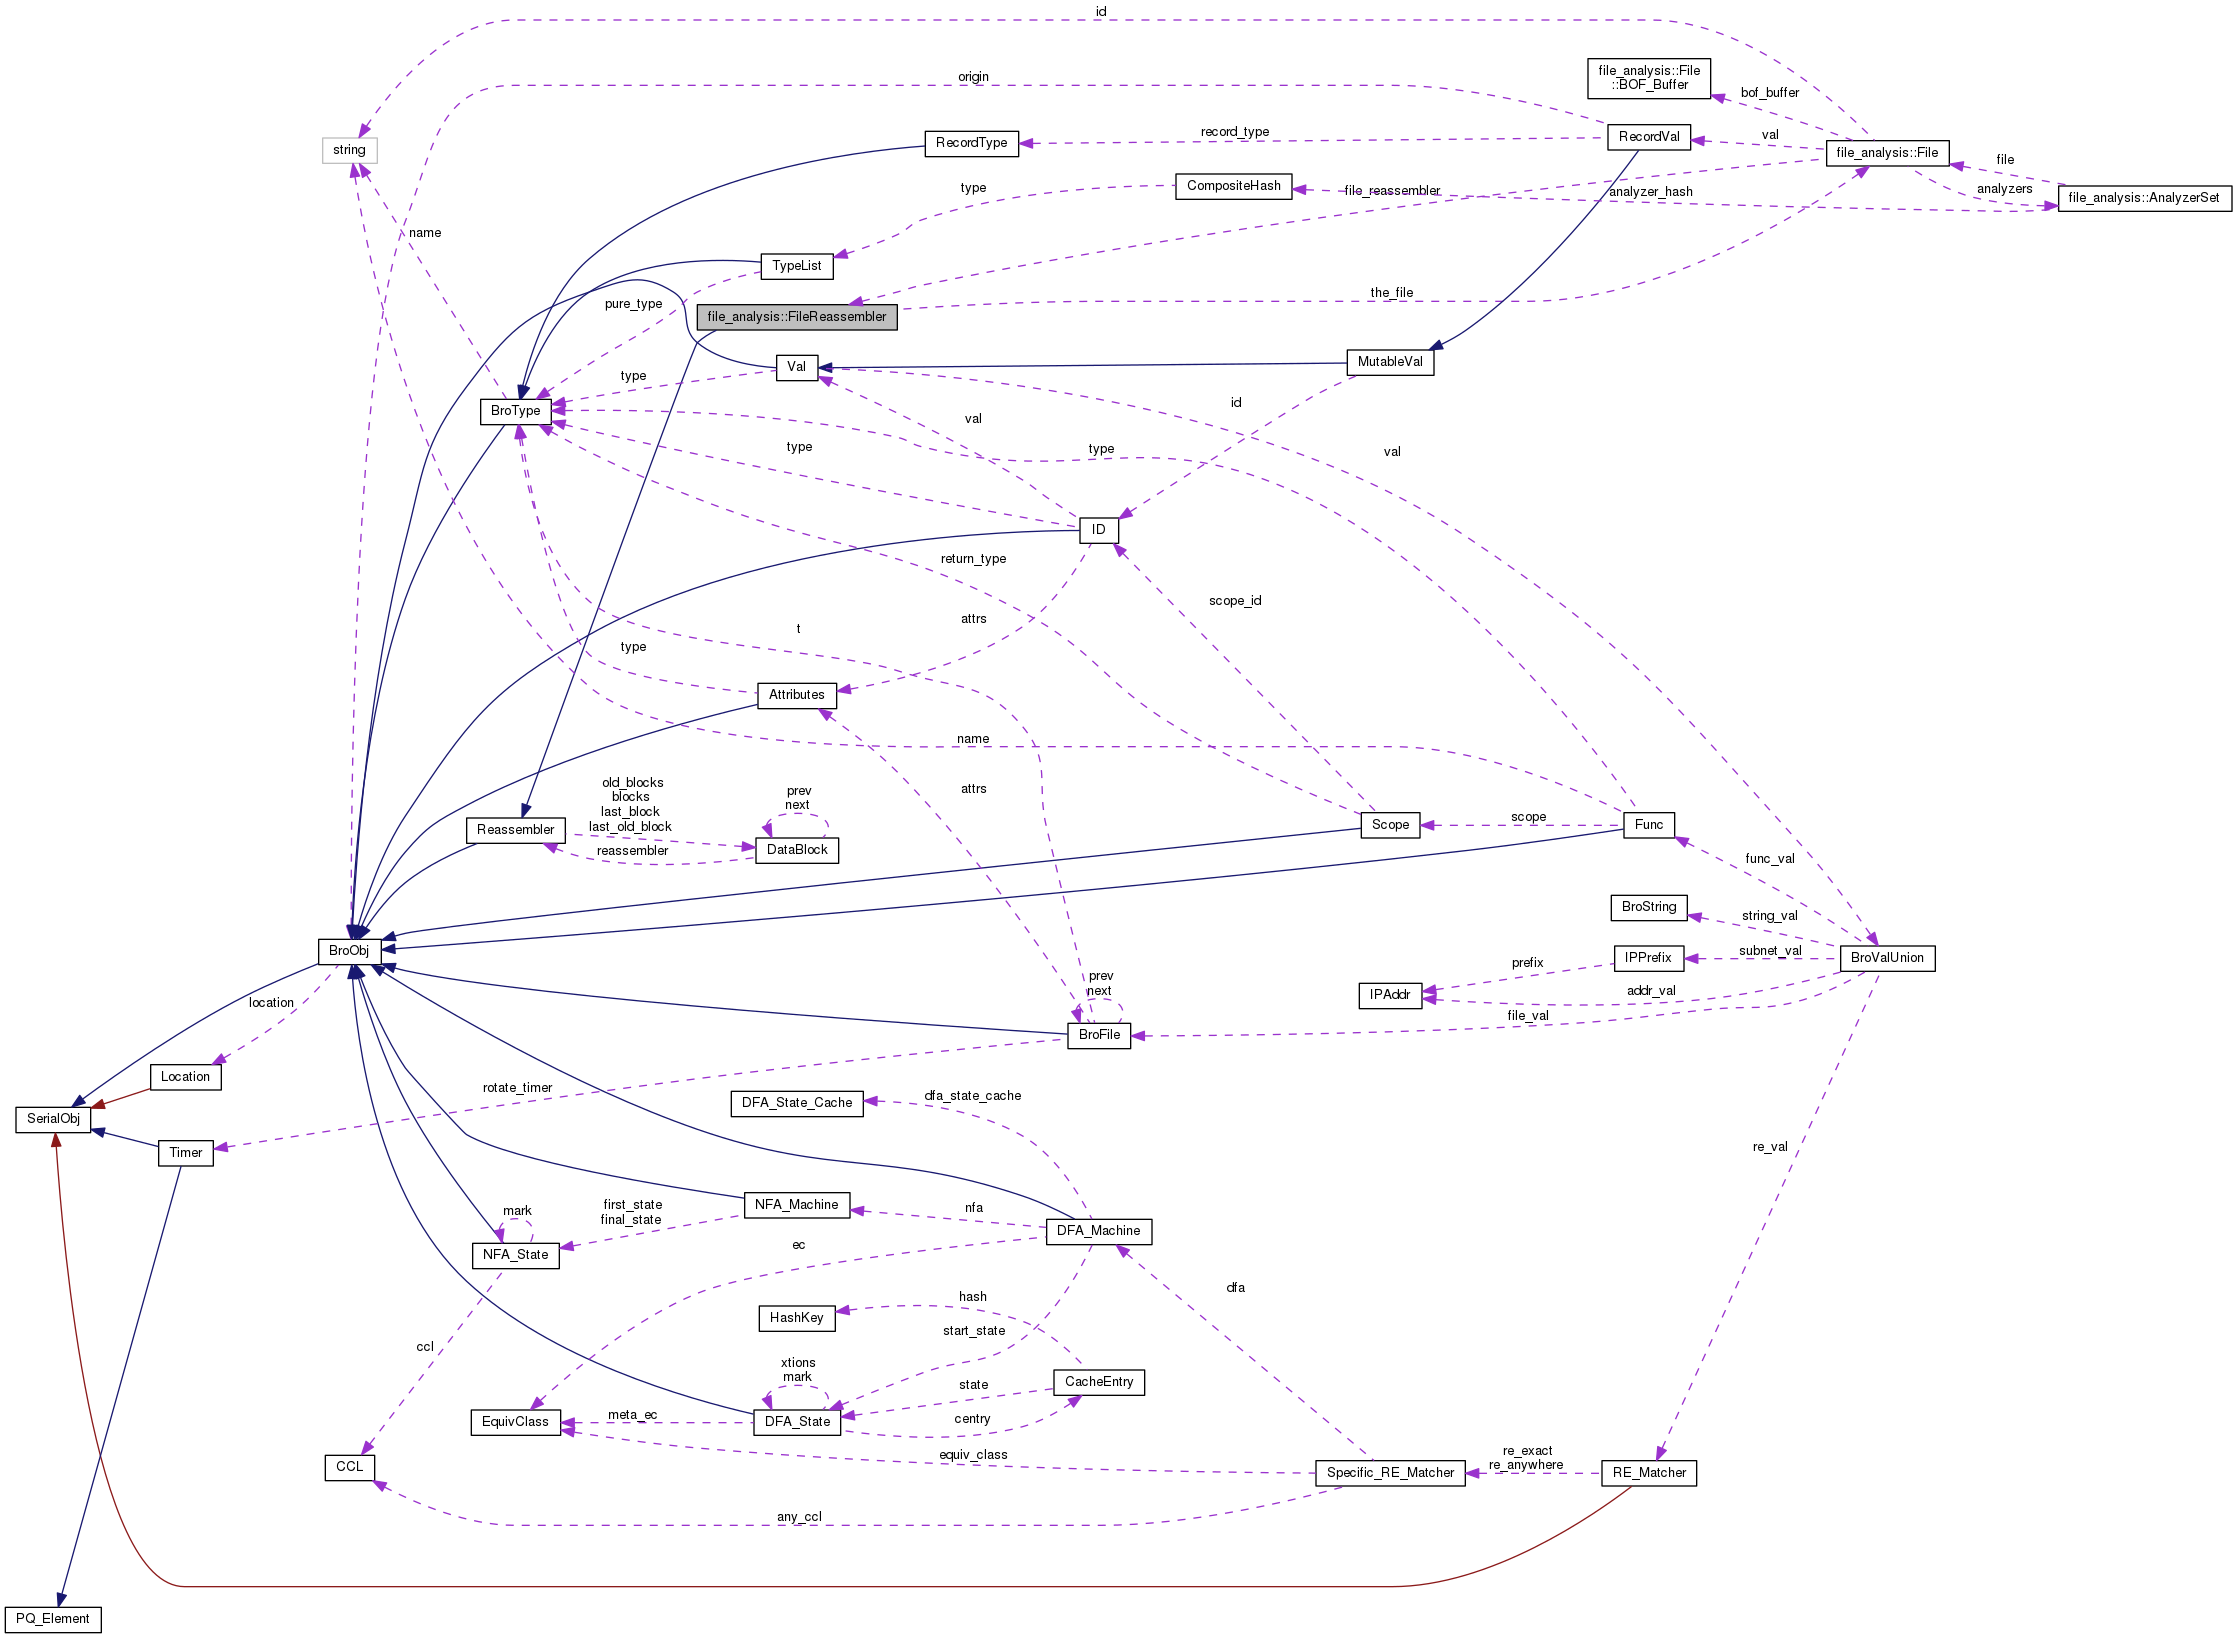 id
file_analysis::File
::BOF_Buffer
origin
bof_buffer
record_type
val
RecordVal
RecordType
string
file_analysis::File
file
type
CompositeHash
file_reassembler
analyzer_hash
analyzers
file_analysis::AnalyzerSet
name
TypeList
pure_type
the_file
file_analysis::FileReassembler
Val
MutableVal
type
id
BroType
val
type
type
val
ID
return_type
scope_id
attrs
t
type
Attributes
name
old_blocks
blocks
last_block
last_old_block
prev
next
attrs
Reassembler
scope
Scope
Func
reassembler
DataBlock
func_val
BroString
string_val
BroObj
IPPrefix
subnet_val
BroValUnion
prefix
location
prev
next
IPAddr
addr_val
file_val
BroFile
Location
rotate_timer
DFA_State_Cache
dfa_state_cache
SerialObj
Timer
re_val
mark
first_state
final_state
NFA_Machine
nfa
DFA_Machine
NFA_State
ec
dfa
hash
HashKey
ccl
start_state
xtions
mark
state
CacheEntry
EquivClass
meta_ec
DFA_State
centry
equiv_class
re_exact
re_anywhere
CCL
Specific_RE_Matcher
RE_Matcher
any_ccl
PQ_Element